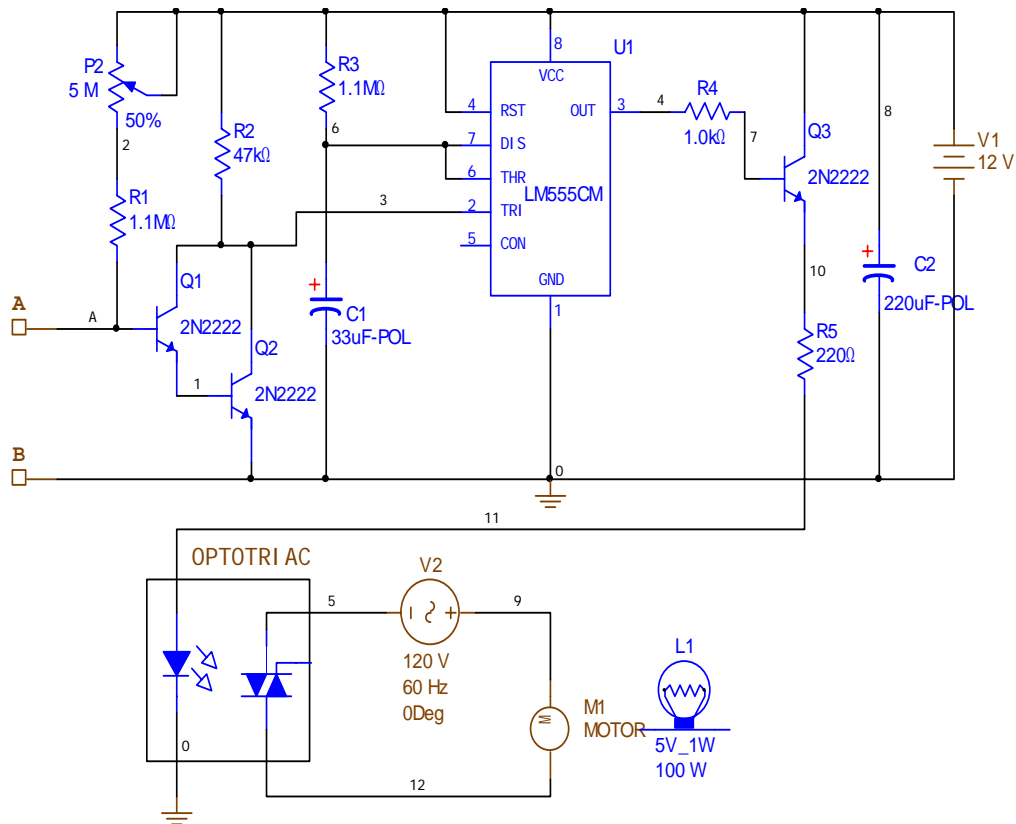 P2
5 M
50%
2
R1
1.1MΩ
R2
47kΩ
R3
1.1MΩ
6
3
A
A
Q1
2N2222
1
Q2
2N2222
C1
33uF-POL
B
U1
8
VCC
4
RST
OUT
3
7
DIS
6
THR
LM555CM
2
TRI
5
CON
GND
1
0
4
R4
1.0kΩ
7
Q3
2N2222
10
R5
220Ω
8
C2
220uF-POL
V1
12 V
11
OPTOTRIAC
0
5
V2
120 V
60 Hz
0Deg
9
M
M1
MOTOR
12
L1
5V_1W
100 W